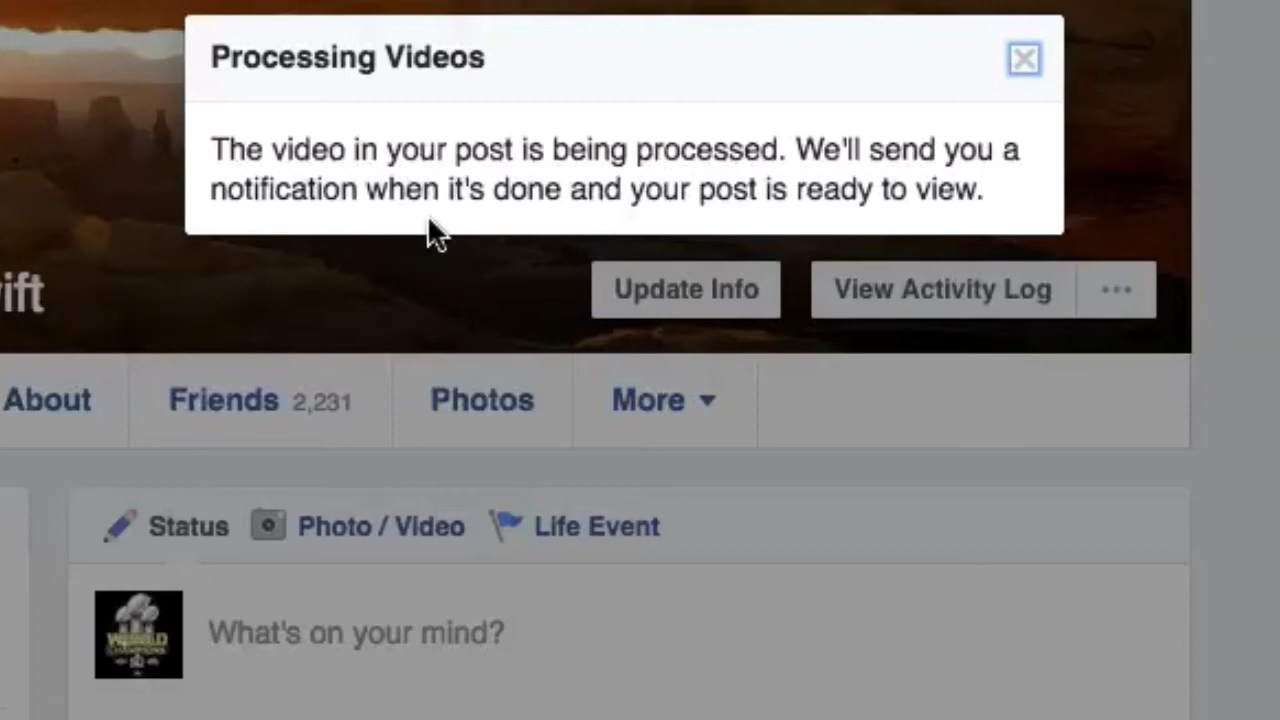 Processing Videos
The video in your post is being processed. We'll send you a
notification when it's done and your post is ready to view.
ift
Update Info
View Activity Log
About
Friends 2,231
Photos
More
Status
Photo / Video
Life Event
WORLD
CHAMPIONS
What's on your mind?